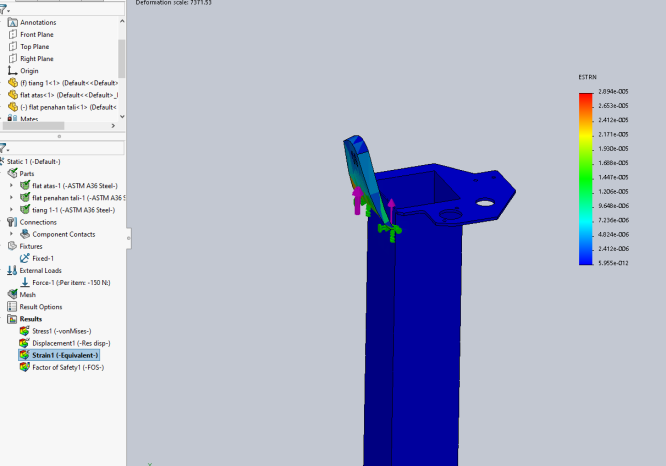 Deformation scale: 7371.53
Annotations
Front Plane
Top Plane
Right Plane
Origin
(f) tiang 1<1> (Default<<Default>
flat atas<1> (Default<<Default>_I
(-) flat penahan tali<1> (Default<
Mates
Static 1 (-Default-)
Parts
flat atas-1 (-ASTM A36 Steel-)
flat penahan tali-1 (-ASTM A36 S
tiang 1-1 (-ASTM A36 Steel-)
Connections
Component Contacts
Fixtures
Fixed-1
External Loads
Force-1 (:Per item: -150 N:)
Mesh
Result Options
Results
Stress1 (-vonMises-)
Displacement1 (-Res disp-)
Strain1 (-Equivalent-)
Factor of Safety1 (-FOS-)
ESTRN
2.894e-005
2.653e-005
2.412e-005
2.171e-005
1.930e-005
1.688e-005
1.447e-005
1.206e-005
9.648e-006
7.236e-006
4.824e-006
2.412e-006
5.955e-012